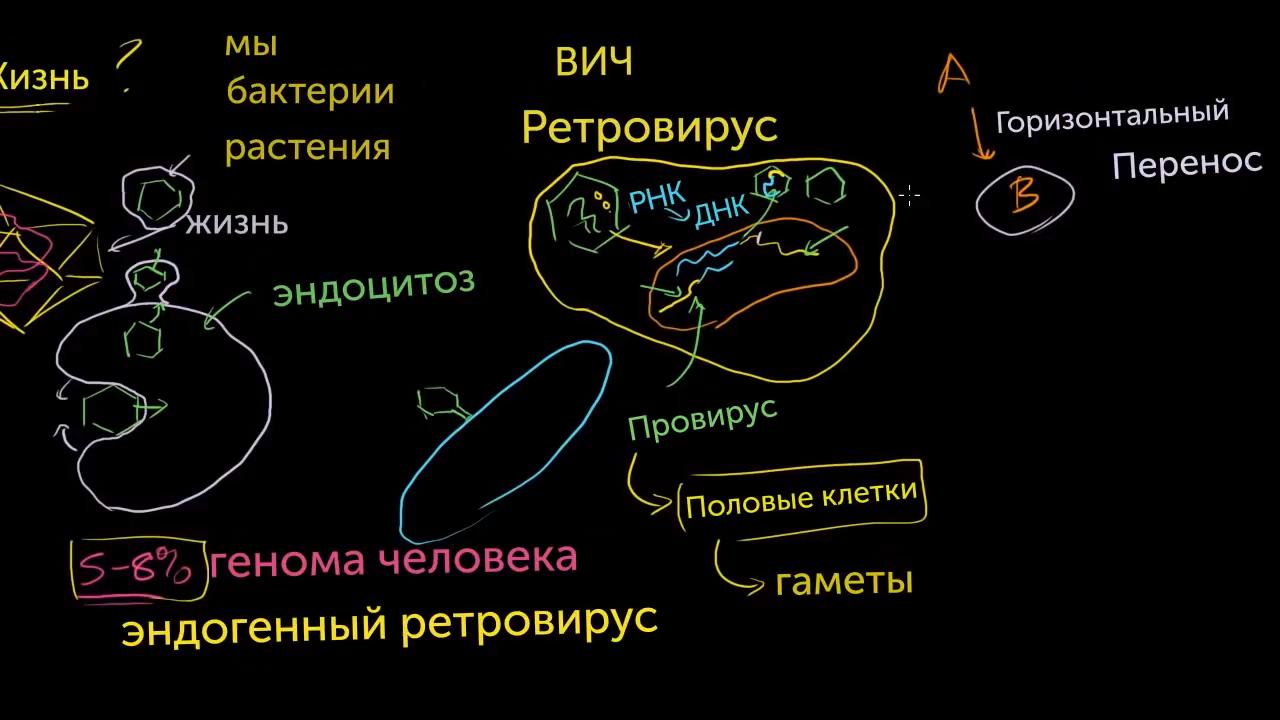 Жизнь ?
мы
бактерии
растения
жизнь
эндоцитоз
ВИЧ
Ретровирус
РНК
ДНК
A
Горизонтальный
Перенос
B
Провирус
Половые клетки
гаметы
5-8% генома человека
эндогенный ретровирус